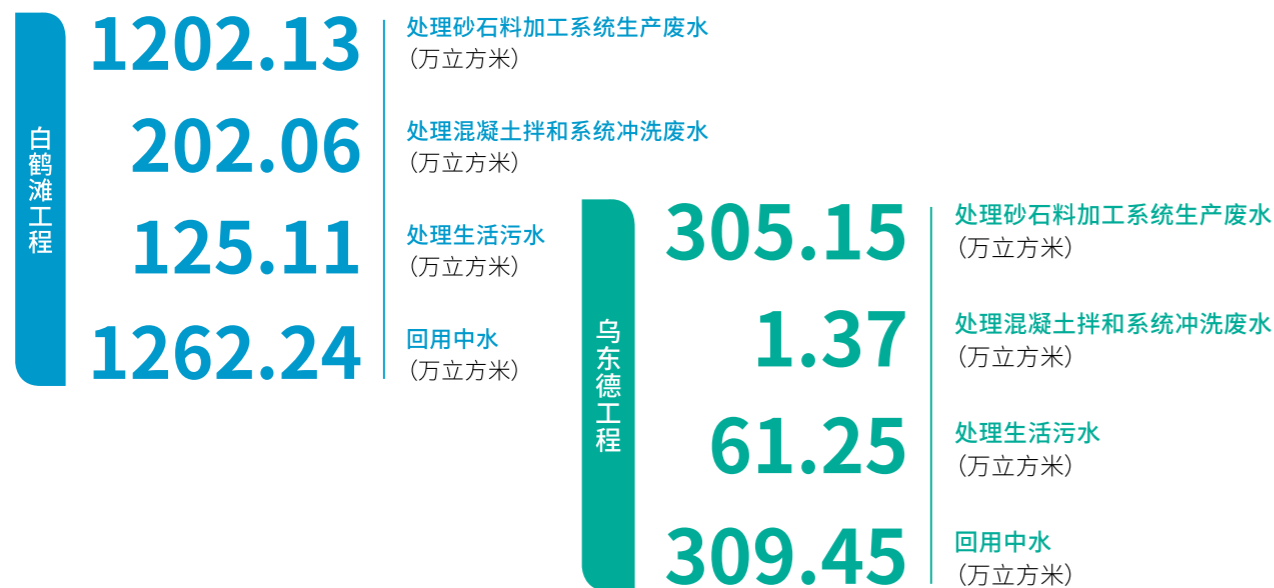 白鹤滩工程
1202.13
处理砂石料加工系统生产废水
（万立方米）
202.06
处理混凝土拌和系统冲洗废水
（万立方米）
125.11
处理生活污水
（万立方米）
1262.24
回用中水
（万立方米）
乌东德工程
305.15
处理砂石料加工系统生产废水
（万立方米）
1.37
处理混凝土拌和系统冲洗废水
（万立方米）
61.25
处理生活污水
（万立方米）
309.45
回用中水
（万立方米）